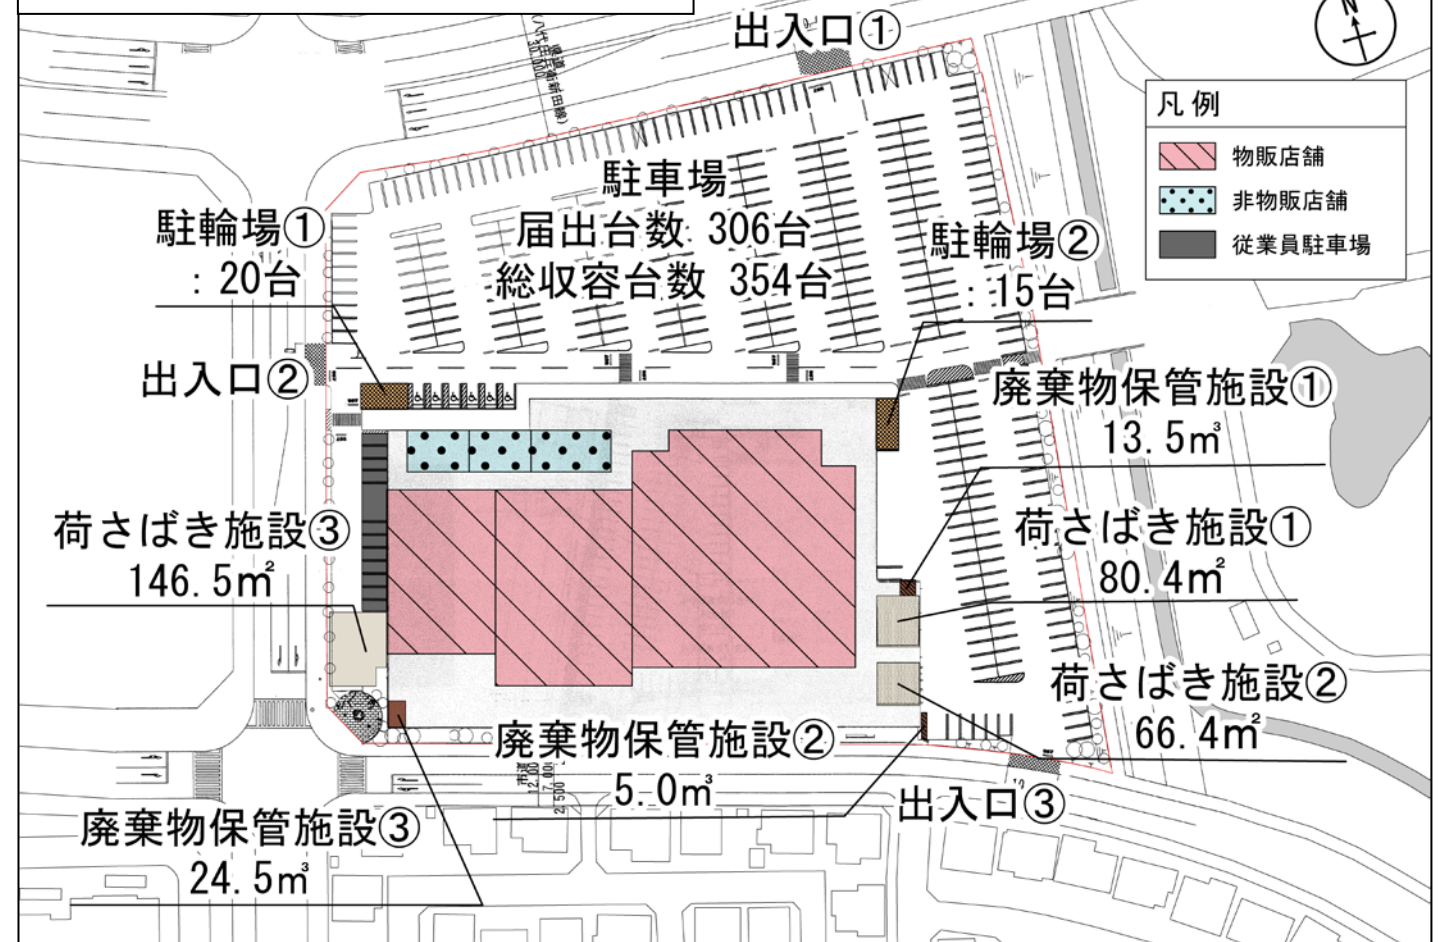 出入口①
N
凡例
物販店舗
非物販店舗
従業員駐車場
県道
30.000
駐車場
届出台数 306台
総収容台数 354台
駐輪場①
：20台
駐輪場②
：15台
出入口②
廃棄物保管施設①
13.5㎥
荷さばき施設③
146.5㎡
荷さばき施設①
80.4㎡
荷さばき施設②
66.4㎡
廃棄物保管施設②
5.0㎥
市道
出入口③
廃棄物保管施設③
24.5㎥